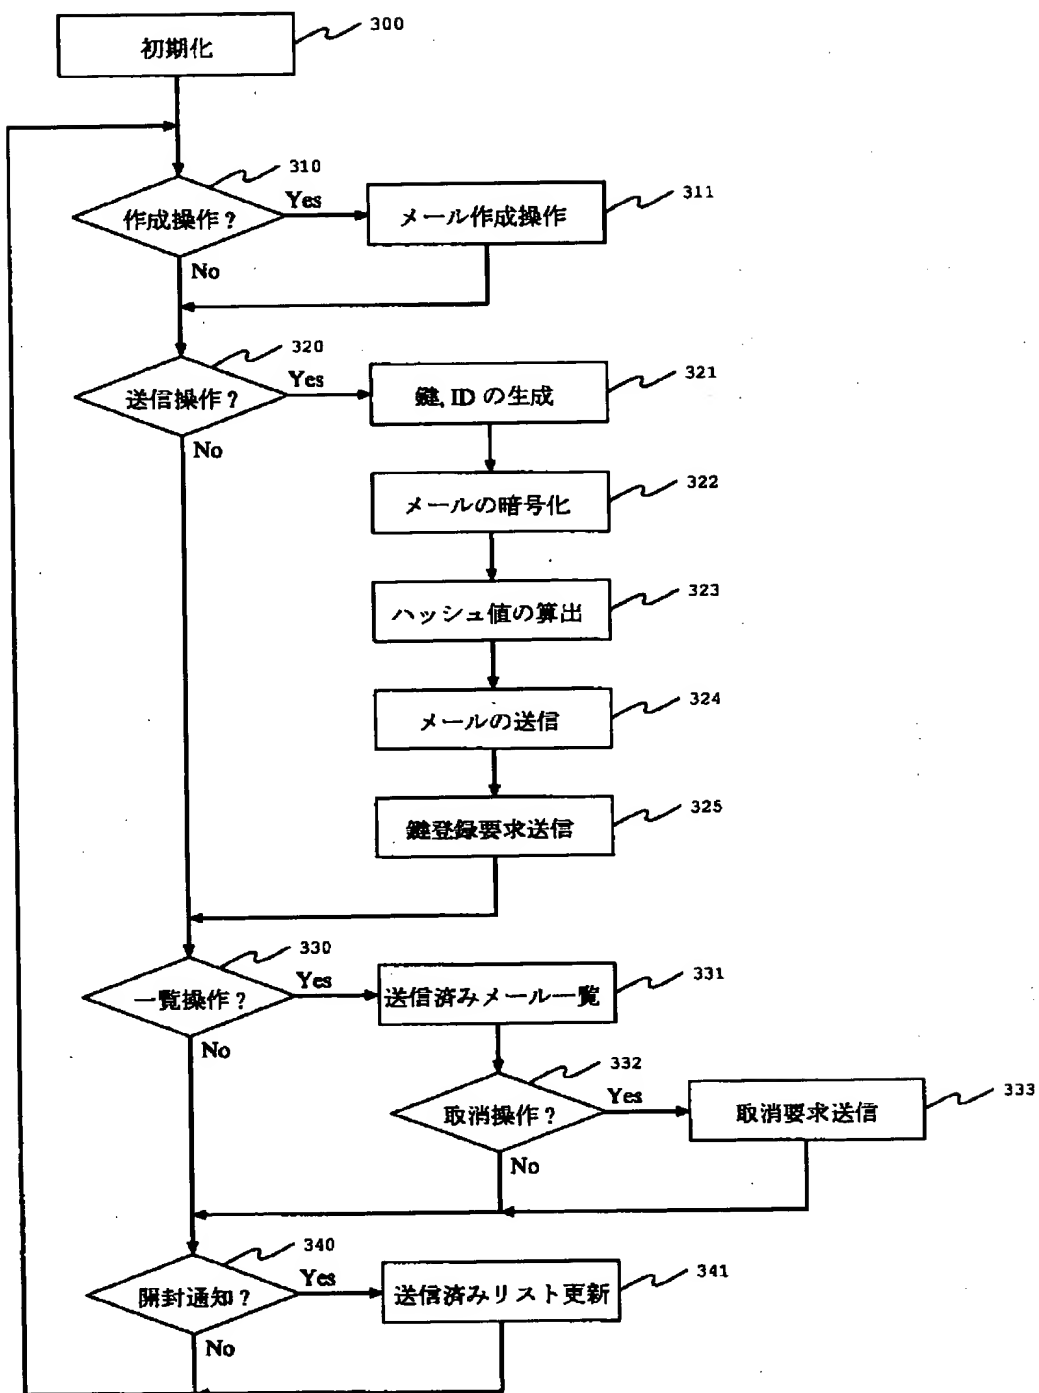 初期化
300
310
作成操作?
Yes
メール作成操作
311
No
320
送信操作?
Yes
鍵, IDの生成
321
No
メールの暗号化
322
ハッシュ値の算出
323
メールの送信
324
鍵登録要求送信
325
330
一覧操作?
Yes
送信済みメール一覧
331
No
332
取消操作?
Yes
取消要求送信
333
No
340
開封通知?
Yes
送信済みリスト更新
341
No